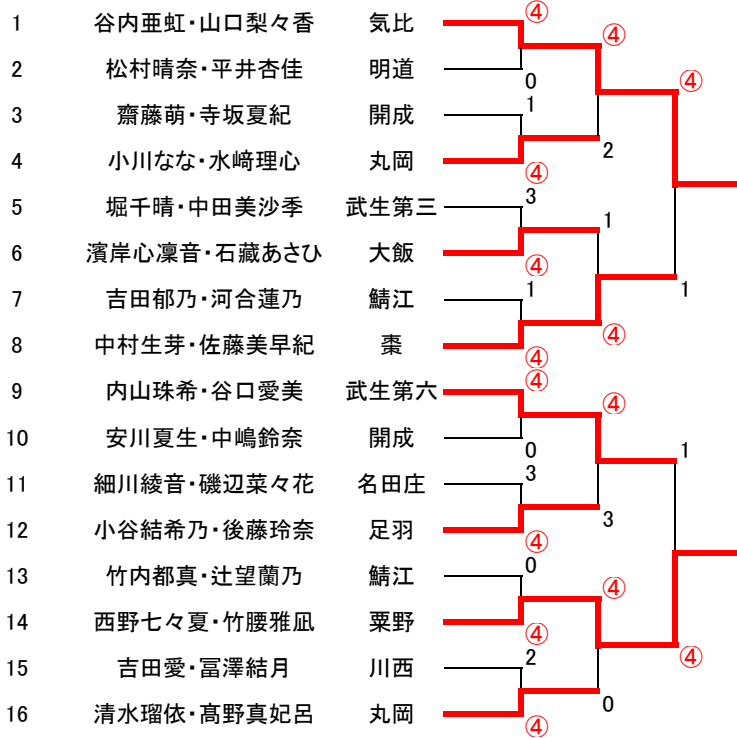 ④
1 谷内亜虹・山口梨々香 気比
④
④
2 松村晴奈・平井杏佳 明道
0
1
3 齋藤萌・寺坂夏紀 開成
2
4 小川なな・水﨑理心 丸岡
④
3
5 堀千晴・中田美沙季 武生第三
1
6 濱岸心凜音・石藏あさひ 大飯
④
1
1
7 吉田郁乃・河合蓮乃 鯖江
④
8 中村生芽・佐藤美早紀 棗
④
④
9 内山珠希・谷口愛美 武生第六
④
10 安川夏生・中嶋鈴奈 開成
0
1
3
11 細川綾音・磯辺菜々花 名田庄
3
12 小谷結希乃・後藤玲奈 足羽
④
0
13 竹内都真・辻望蘭乃 鯖江
④
14 西野七々夏・竹腰雅凪 粟野
④
2
④
15 吉田愛・冨澤結月 川西
0
16 清水瑠依・髙野真妃呂 丸岡
④